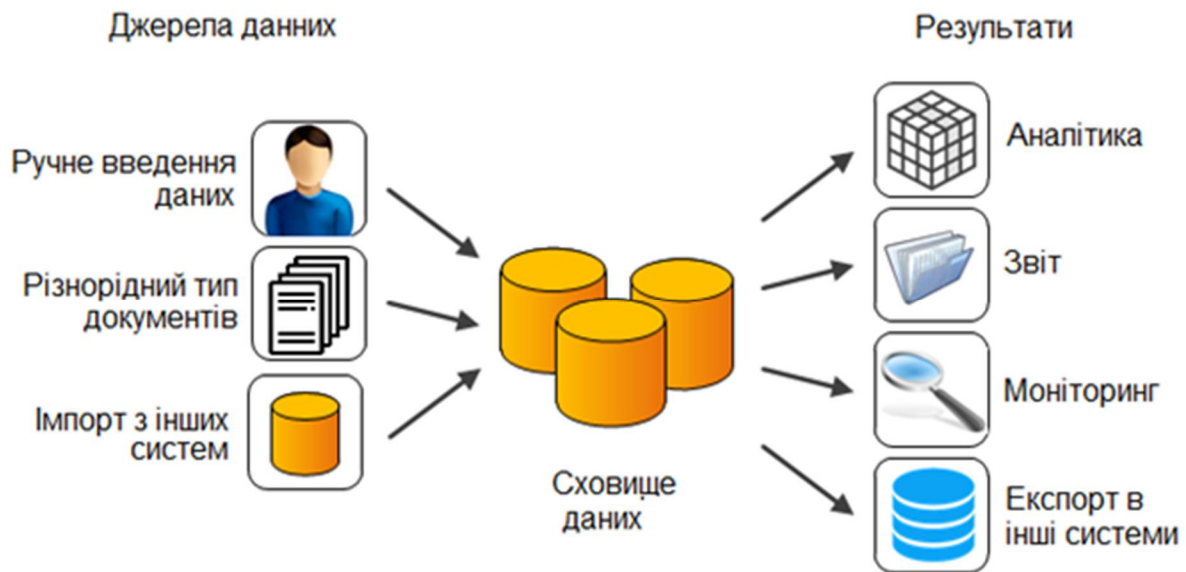 Джерела данних
Результати
Ручне введення
даних
Різнорідний тип
документів
Імпорт з інших
систем
Сховище
даних
Аналітика
Звіт
Моніторинг
Експорт в
інші системи